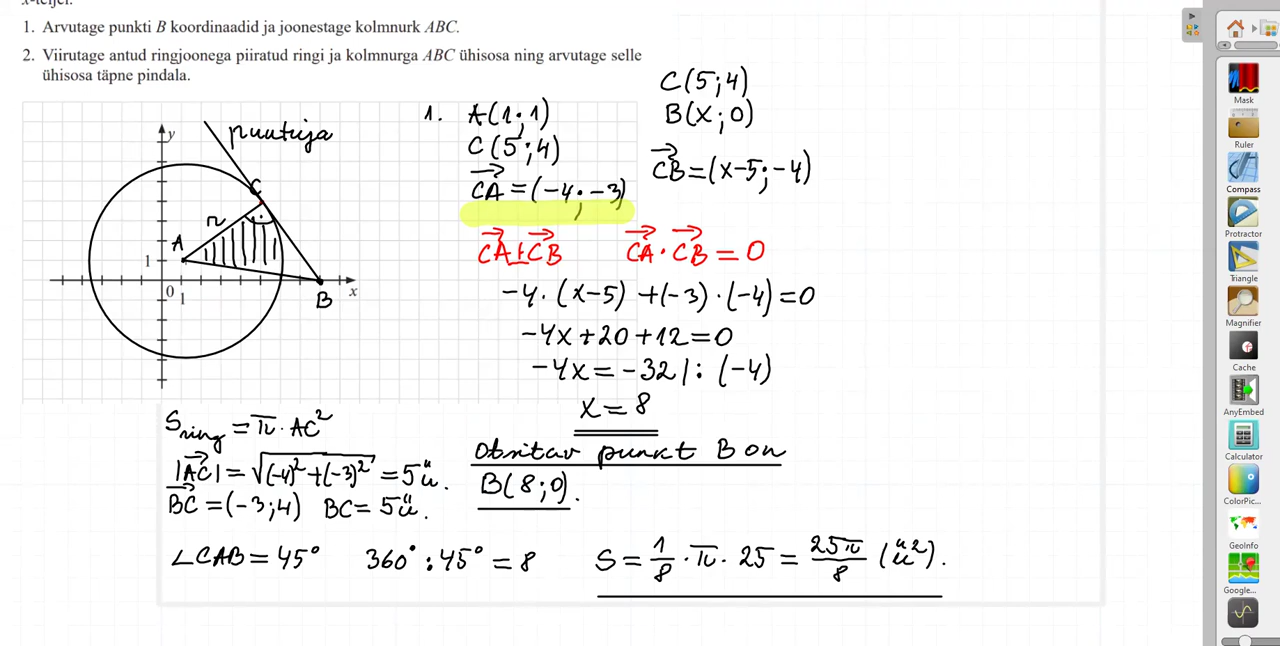 x-teljel.
1. Arvutage punkti B koordinaadid ja joonestage kolmnurk ABC.
2. Viirutage antud ringjoonega piiratud ringi ja kolmnurga ABC ühisosa ning arvutage selle
ühisosa täpne pindala.
y
puutuja
C
r
A
1
0
1
B
x
1. A(1;1)
C(5;4)
CA = (-4;-3)
C(5;4)
B(x;0)
CB=(x-5;-4)
CA⊥CB CA·CB=0
-4·(x-5)+(-3)·(-4)=0
-4x+20+12=0
-4x=-32 |:(-4)
x=8
Obsitav punkt B on
B(8;0).
Sring = π·AC²
|AC|=√(-4)²+(-3)²=5ü.
BC=(-3;4) BC=5ü.
∠CAB=45° 360°:45°=8
S=1/8·π·25=25π/8 (ü²).
Mask
Ruler
Compass
Protractor
Triangle
Magnifier
Cache
AnyEmbed
Calculator
ColorPic...
GeoInfo
Google...